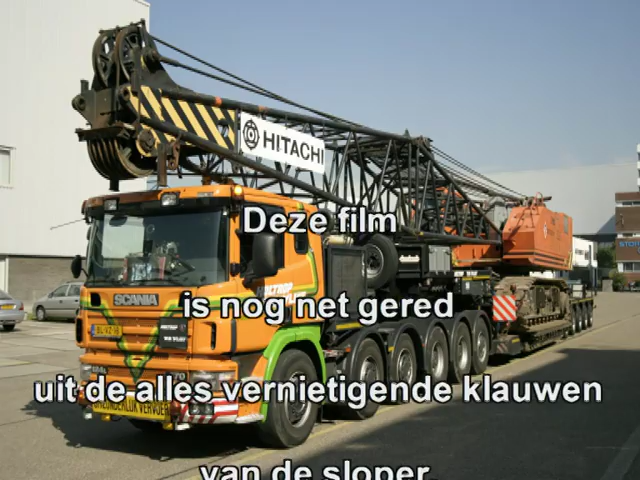 HITACHI
Deze film
SCANIA
is nog net gered
uit de alles vernietigende klauwen
van de sloper